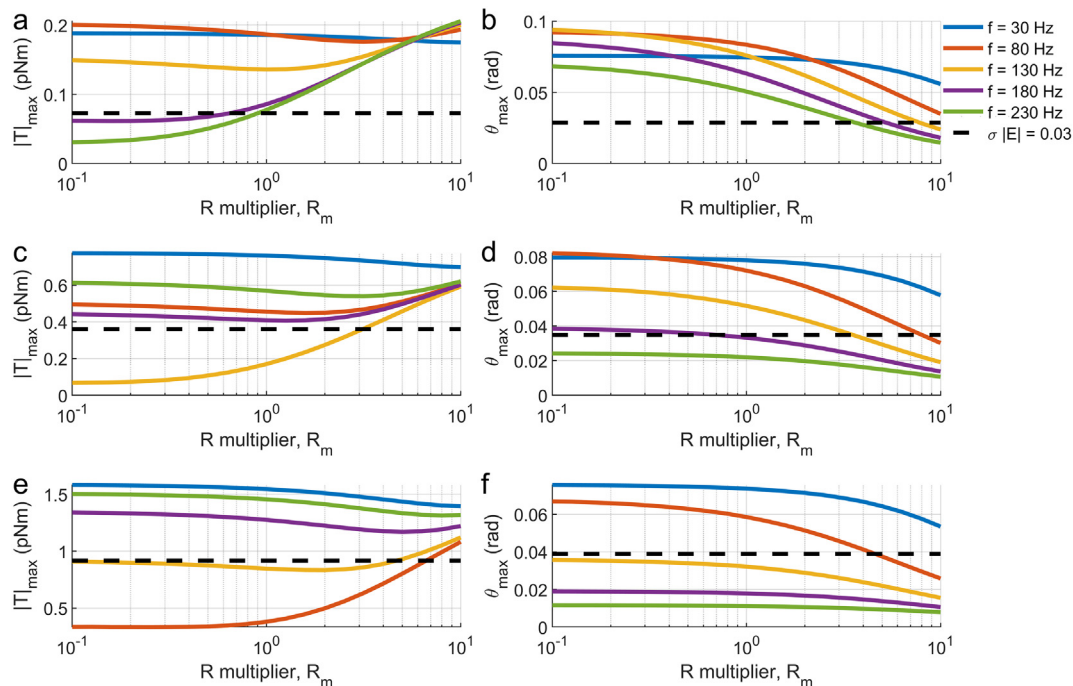 a
|T|max (pNm)
0.2
0.1
0
10-1
100
101
R multiplier, Rm
b
θmax (rad)
0.1
0.05
0
10-1
100
101
R multiplier, Rm
f = 30 Hz
f = 80 Hz
f = 130 Hz
f = 180 Hz
f = 230 Hz
σ |E| = 0.03
c
|T|max (pNm)
0.6
0.4
0.2
0
10-1
100
101
R multiplier, Rm
d
θmax (rad)
0.08
0.06
0.04
0.02
0
10-1
100
101
R multiplier, Rm
e
|T|max (pNm)
1.5
1
0.5
10-1
100
101
R multiplier, Rm
f
θmax (rad)
0.06
0.04
0.02
0
10-1
100
101
R multiplier, Rm